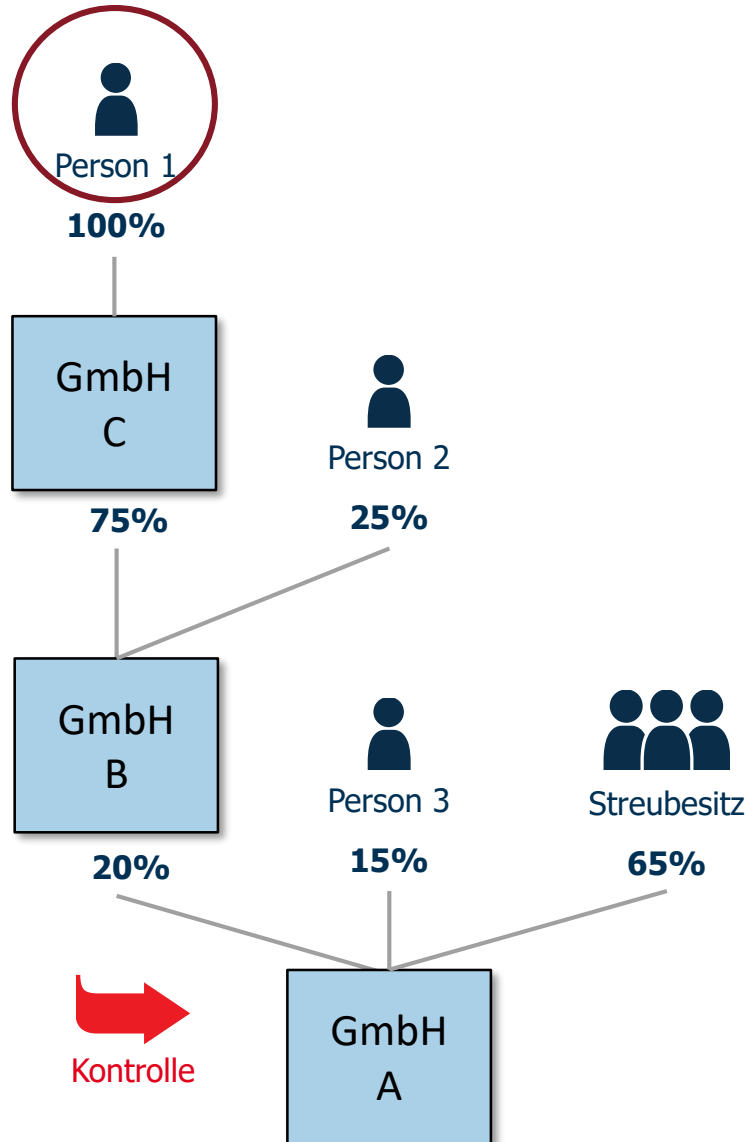 Person 1
100%
GmbH
C
Person 2
75%
25%
GmbH
B
Person 3
Streubesitz
20%
15%
65%
Kontrolle
GmbH
A